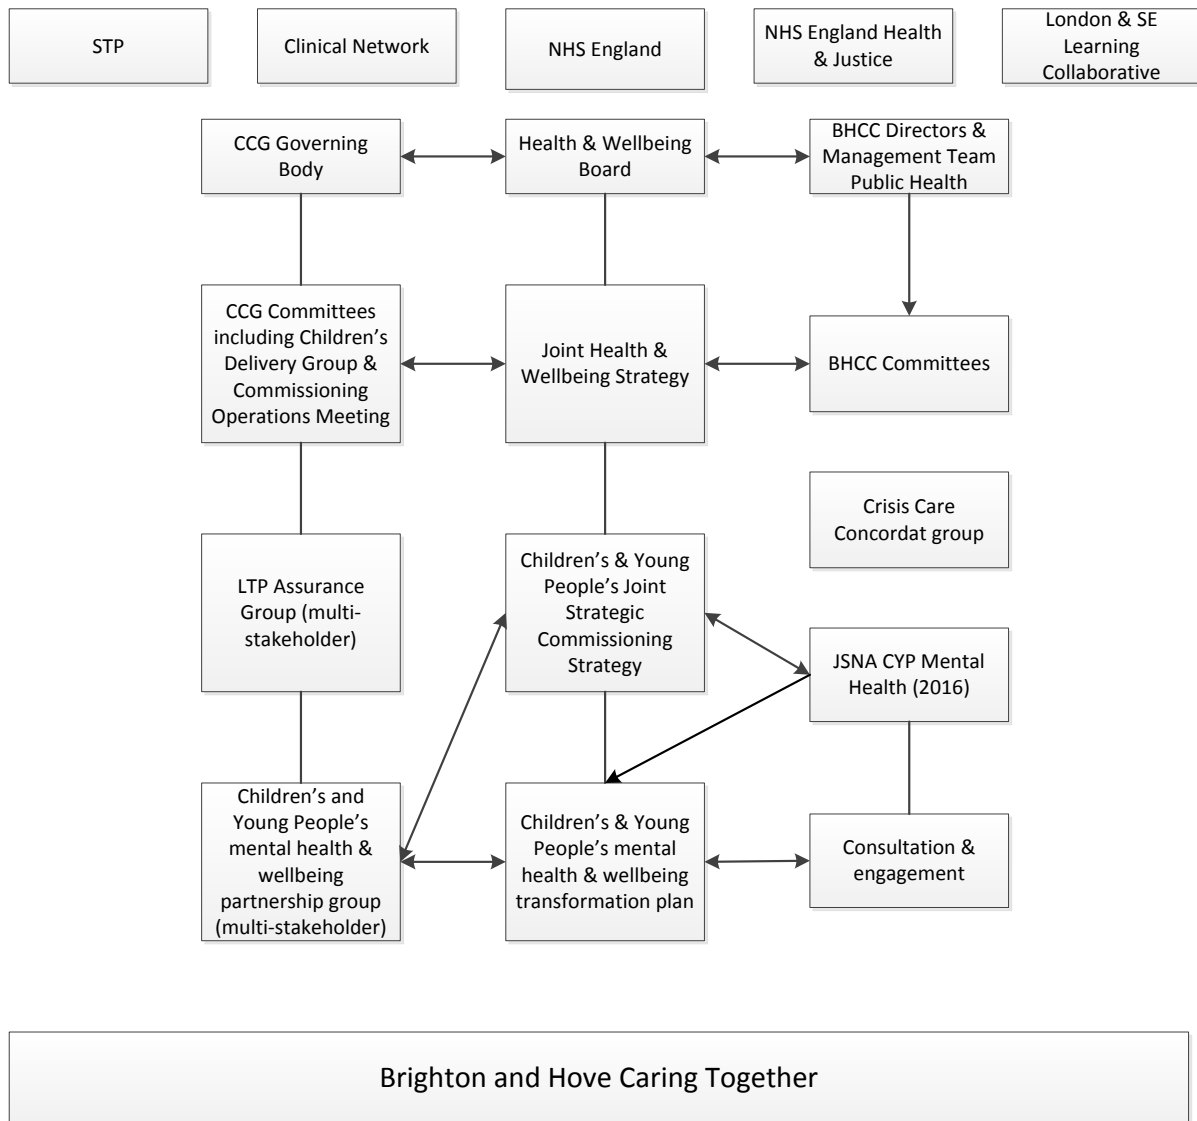 STP
Clinical Network
NHS England
NHS England Health
& Justice
London & SE
Learning
Collaborative
CCG Governing
Body
Health & Wellbeing
Board
BHCC Directors &
Management Team
Public Health
CCG Committees
including Children’s
Delivery Group &
Commissioning
Operations Meeting
Joint Health &
Wellbeing Strategy
BHCC Committees
Crisis Care
Concordat group
LTP Assurance
Group (multi-
stakeholder)
Children’s & Young
People’s Joint
Strategic
Commissioning
Strategy
JSNA CYP Mental
Health (2016)
Children’s and
Young People’s
mental health &
wellbeing
partnership group
(multi-stakeholder)
Children’s & Young
People’s mental
health & wellbeing
transformation plan
Consultation &
engagement
Brighton and Hove Caring Together